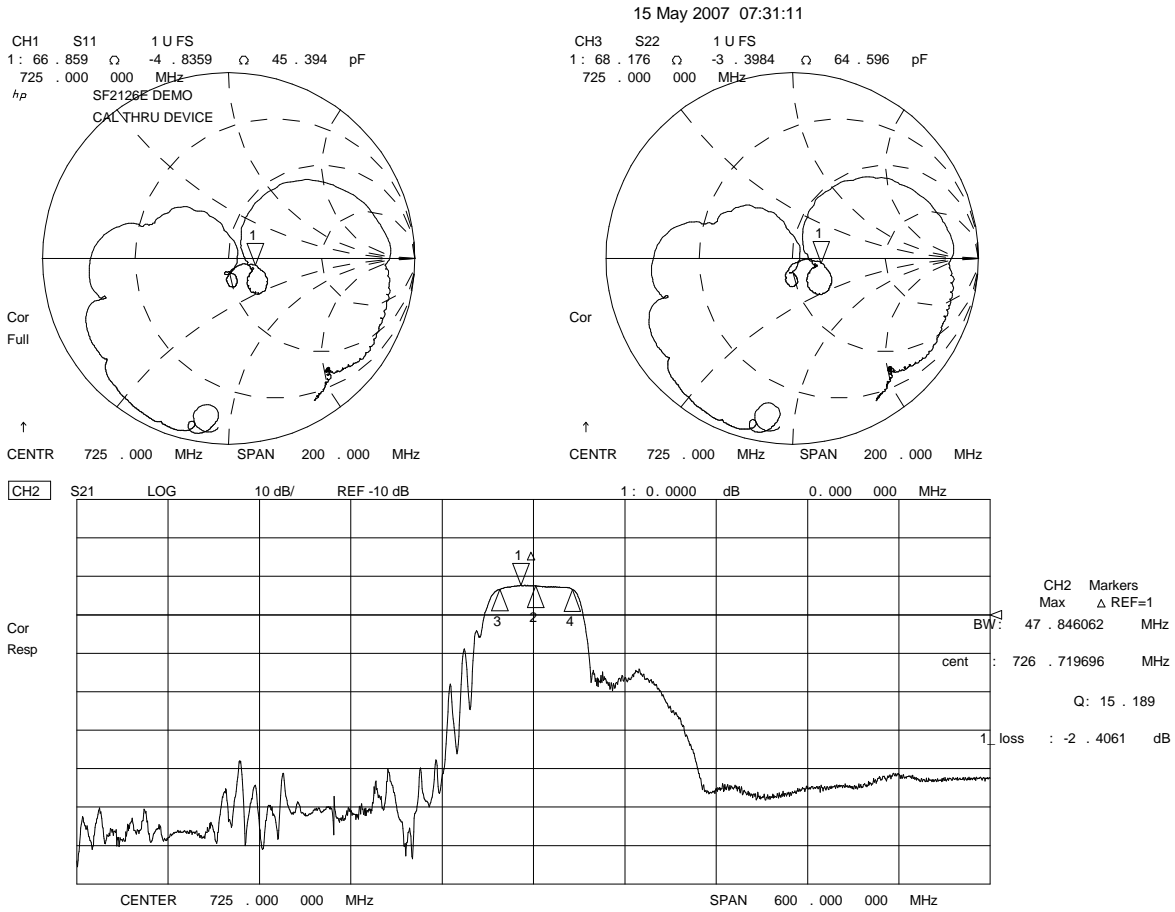 15 May 2007 07:31:11
CH1 S11 1 U FS
1 : 66 . 859 Ω -4 . 8359 Ω 45 . 394 pF
725 . 000 000 MHz
hp SF2126E DEMO
CAL THRU DEVICE
1
Cor
Full
↑
CENTR 725 . 000 MHz SPAN 200 . 000 MHz
CH3 S22 1 U FS
1 : 68 . 176 Ω -3 . 3984 Ω 64 . 596 pF
725 . 000 000 MHz
1
Cor
↑
CENTR 725 . 000 MHz SPAN 200 . 000 MHz
CH2 S21 LOG 10 dB/ REF -10 dB 1 : 0 . 0000 dB 0 . 000 000 MHz
1 Δ
3 2 4
Cor
Resp
CH2 Markers
Max Δ REF=1
BW : 47 . 846062 MHz
cent : 726 . 719696 MHz
Q: 15 . 189
1_ loss : -2 . 4061 dB
CENTER 725 . 000 000 MHz SPAN 600 . 000 000 MHz